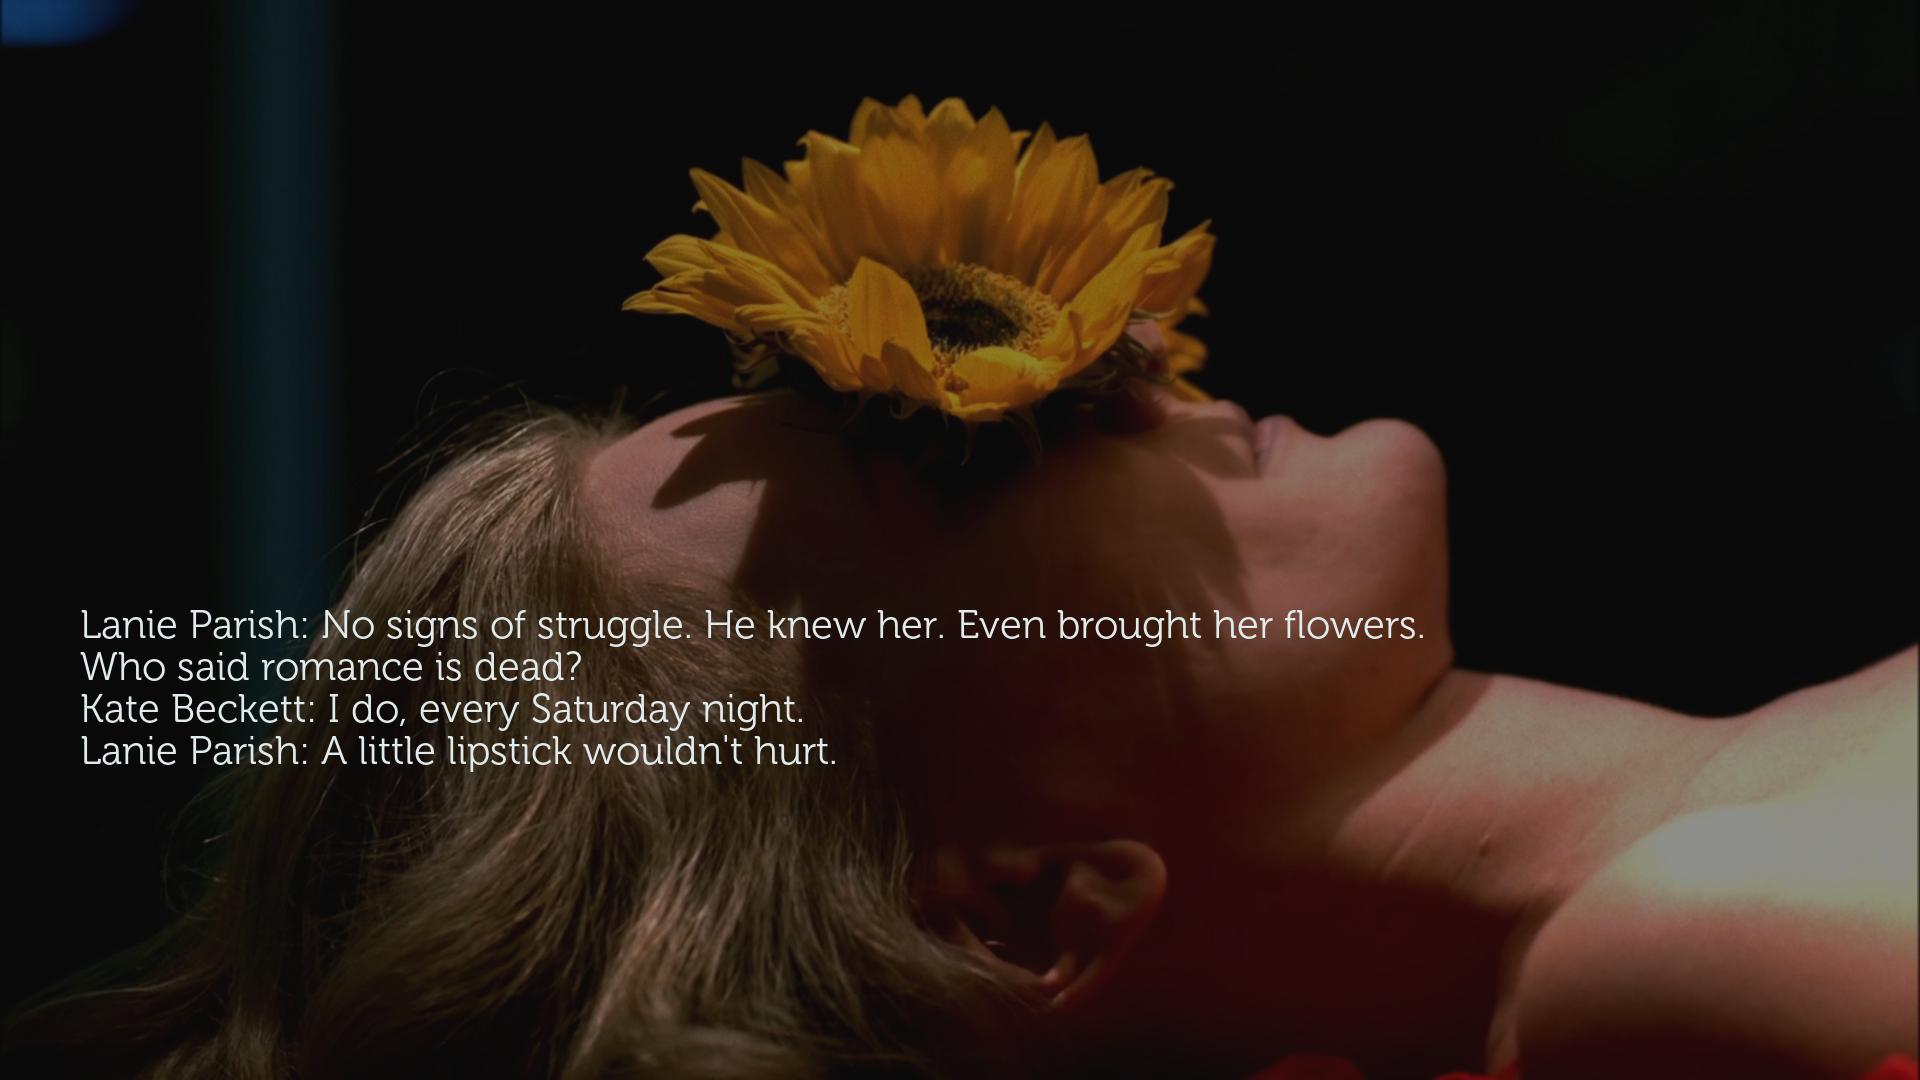 Lanie Parish: No signs of struggle. He knew her. Even brought her flowers.
Who said romance is dead?
Kate Beckett: I do, every Saturday night.
Lanie Parish: A little lipstick wouldn't hurt.